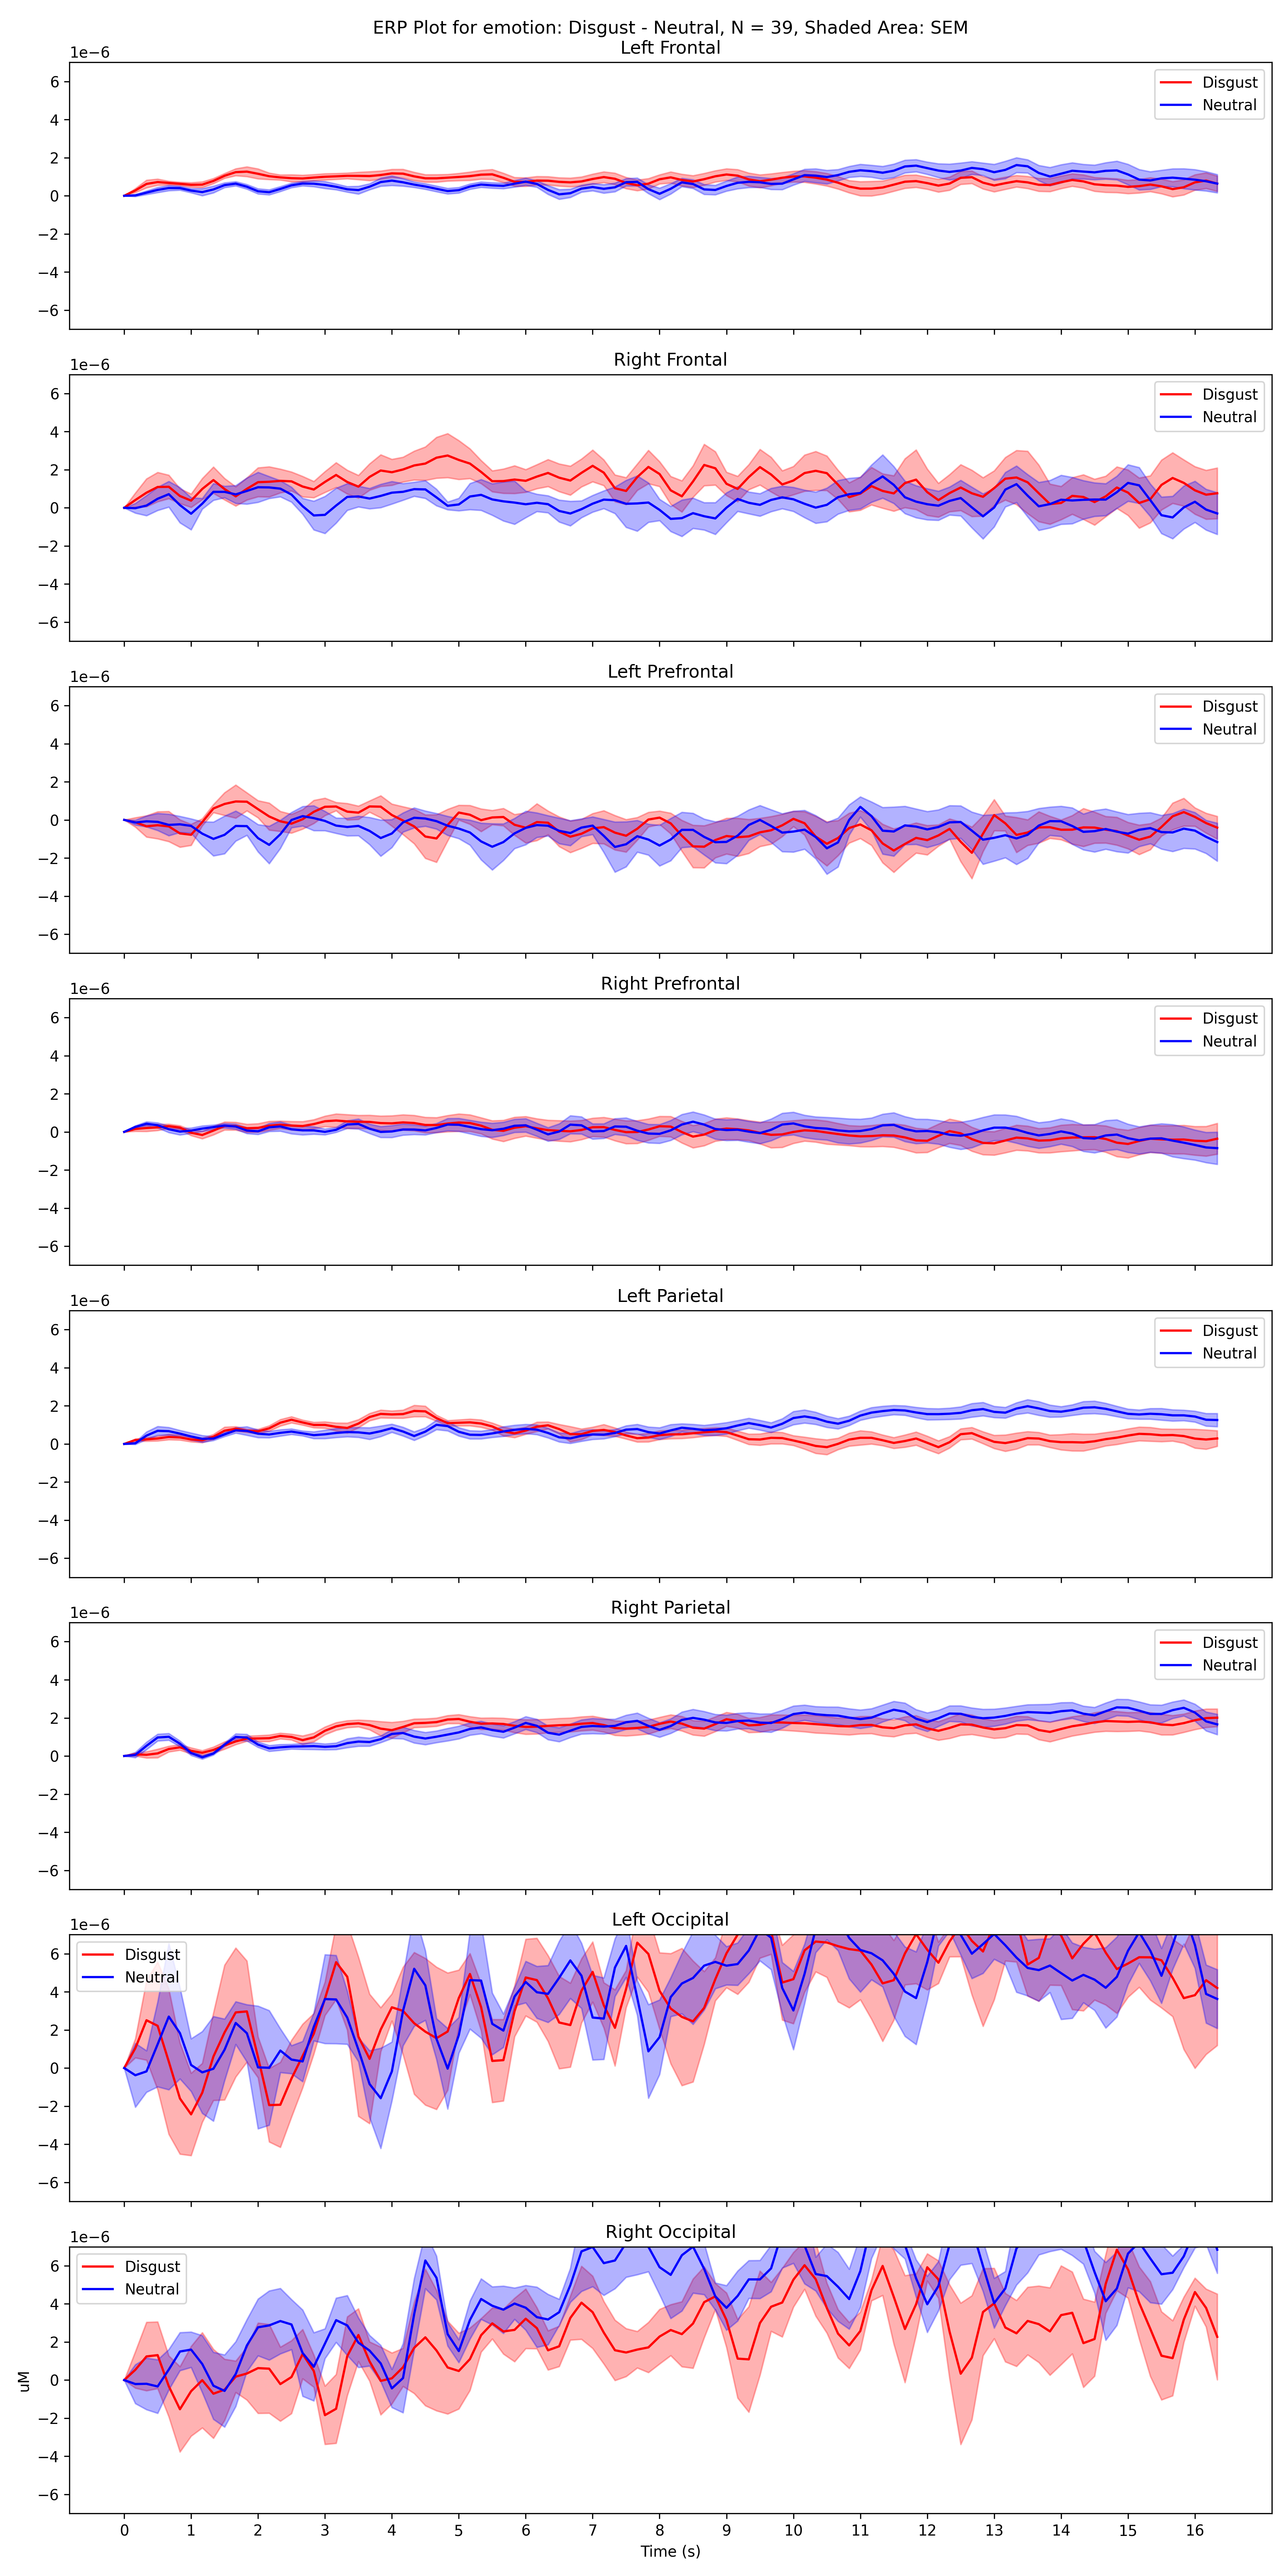 ERP Plot for emotion: Disgust - Neutral, N = 39, Shaded Area: SEM
Left Frontal
1e−6
6
4
2
0
−2
−4
−6
Disgust
Neutral
Right Frontal
1e−6
6
4
2
0
−2
−4
−6
Disgust
Neutral
Left Prefrontal
1e−6
6
4
2
0
−2
−4
−6
Disgust
Neutral
Right Prefrontal
1e−6
6
4
2
0
−2
−4
−6
Disgust
Neutral
Left Parietal
1e−6
6
4
2
0
−2
−4
−6
Disgust
Neutral
Right Parietal
1e−6
6
4
2
0
−2
−4
−6
Disgust
Neutral
Left Occipital
1e−6
6
4
2
0
−2
−4
−6
Disgust
Neutral
Right Occipital
1e−6
6
4
2
0
−2
−4
−6
Disgust
Neutral
uM
0 1 2 3 4 5 6 7 8 9 10 11 12 13 14 15 16
Time (s)